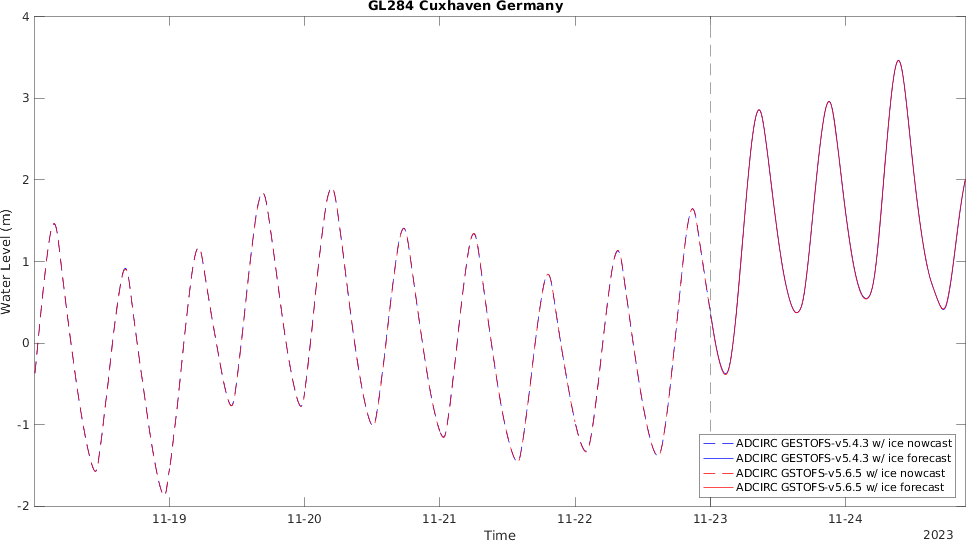 GL284 Cuxhaven Germany
4
3
2
1
0
-1
-2
Water Level (m)
11-19
11-20
11-21
11-22
11-23
11-24
Time
2023
ADCIRC GESTOFS-v5.4.3 w/ ice nowcast
ADCIRC GESTOFS-v5.4.3 w/ ice forecast
ADCIRC GSTOFS-v5.6.5 w/ ice nowcast
ADCIRC GSTOFS-v5.6.5 w/ ice forecast